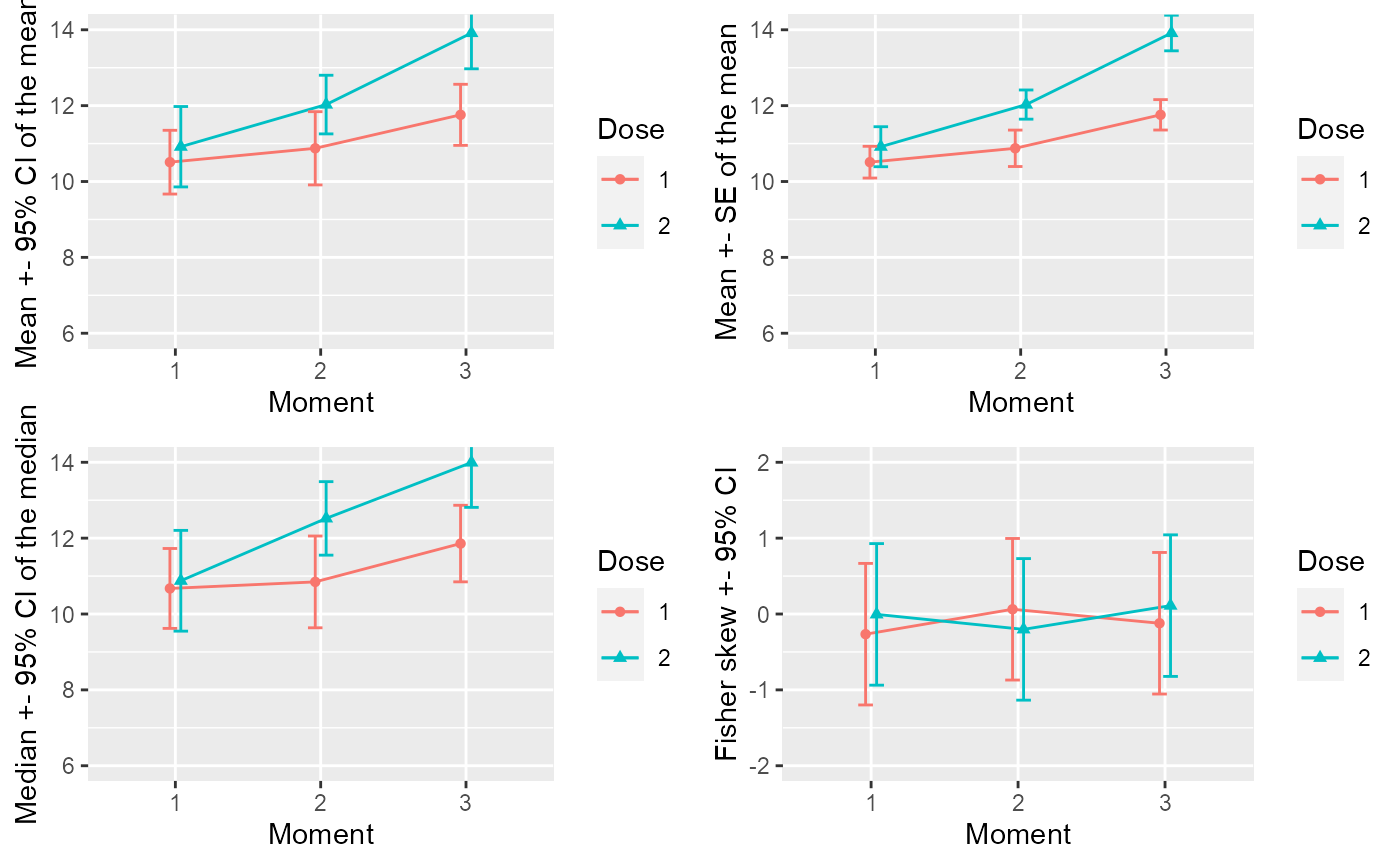 Mean +- 95% CI of the mean
14
12
10
8
6
1 2 3
Moment
Dose
1
2
Mean +- SE of the mean
14
12
10
8
6
1 2 3
Moment
Dose
1
2
Median +- 95% CI of the median
14
12
10
8
6
1 2 3
Moment
Dose
1
2
Fisher skew +- 95% CI
2
1
0
-1
-2
1 2 3
Moment
Dose
1
2